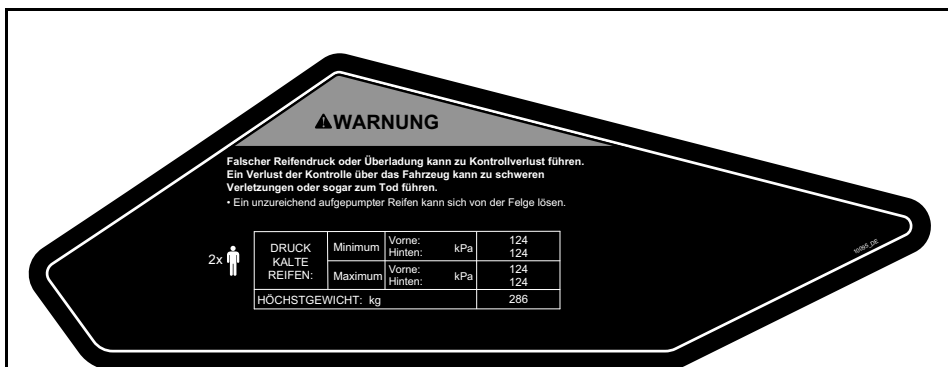 ⚠WARNUNG
Falscher Reifendruck oder Überladung kann zu Kontrollverlust führen.
Ein Verlust der Kontrolle über das Fahrzeug kann zu schweren
Verletzungen oder sogar zum Tod führen.
• Ein unzureichend aufgepumpter Reifen kann sich von der Felge lösen.
2x
DRUCK
KALTE
REIFEN:
Minimum
Vorne: kPa 124
Hinten: 124
Maximum
Vorne: kPa 124
Hinten: 124
HÖCHSTGEWICHT: kg 286